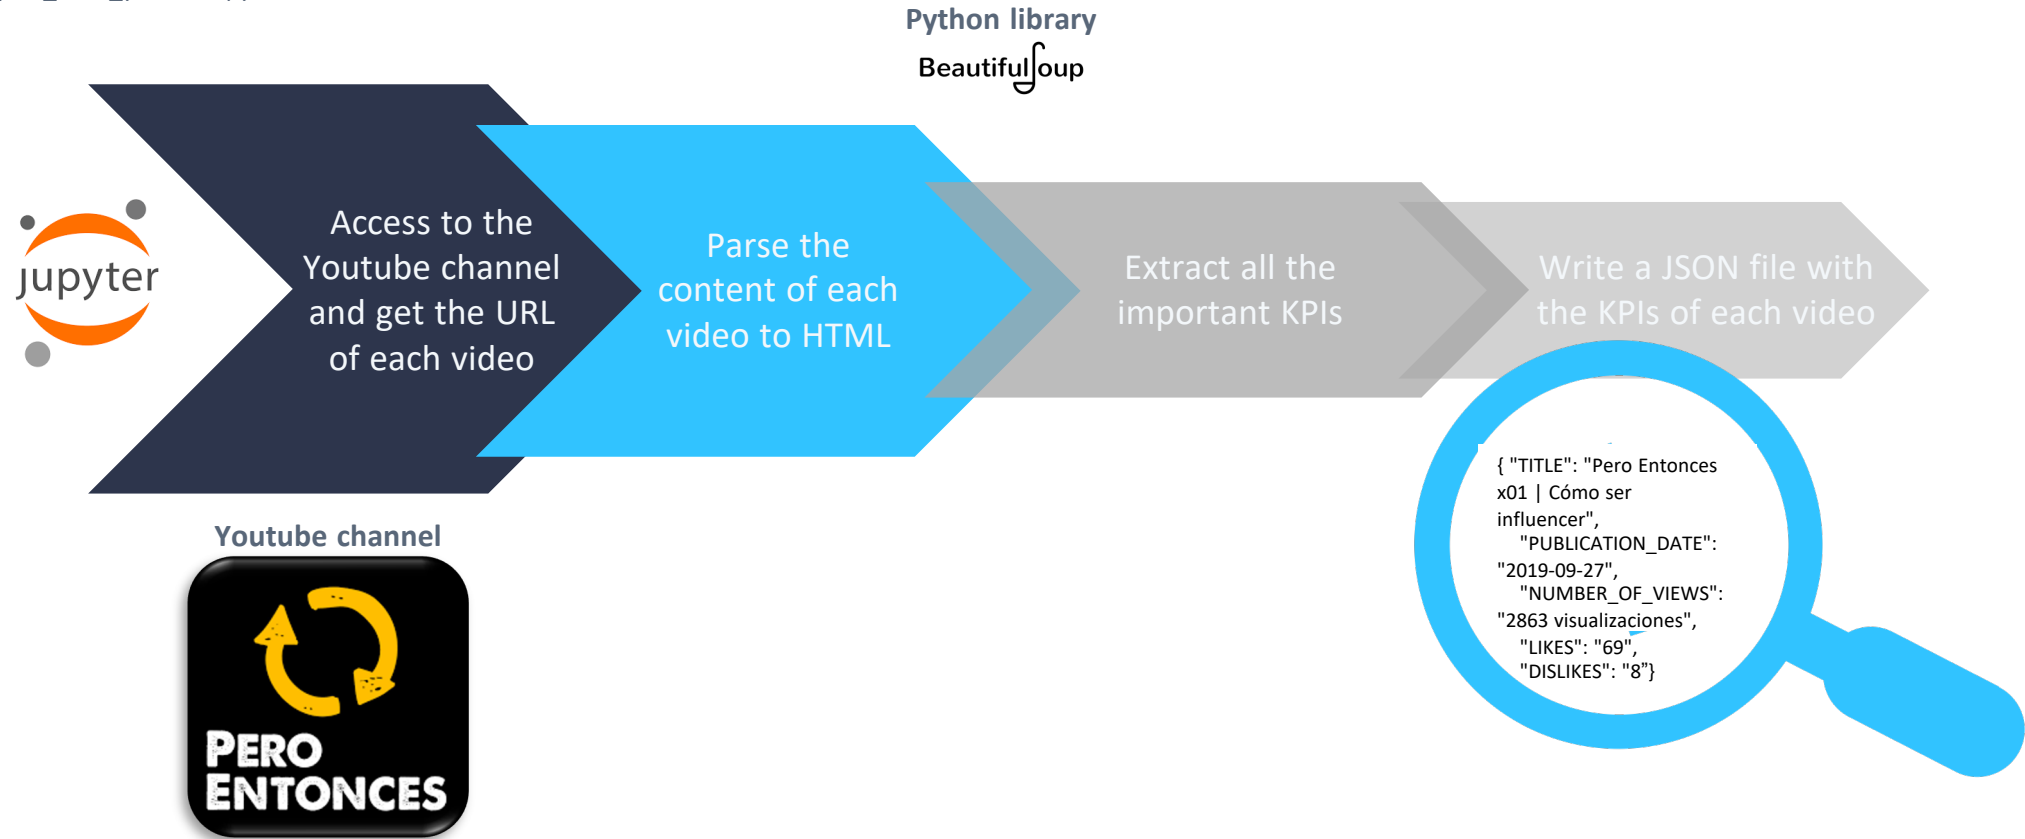 Python library
BeautifulSoup
jupyter
Access to the
Youtube channel
and get the URL
of each video
Parse the
content of each
video to HTML
Extract all the
important KPIs
Write a JSON file with
the KPIs of each video
{ "TITLE": "Pero Entonces
x01 | Cómo ser
influencer",
"PUBLICATION_DATE":
"2019-09-27",
"NUMBER_OF_VIEWS":
"2863 visualizaciones",
"LIKES": "69",
"DISLIKES": "8”}
Youtube channel
PERO
ENTONCES